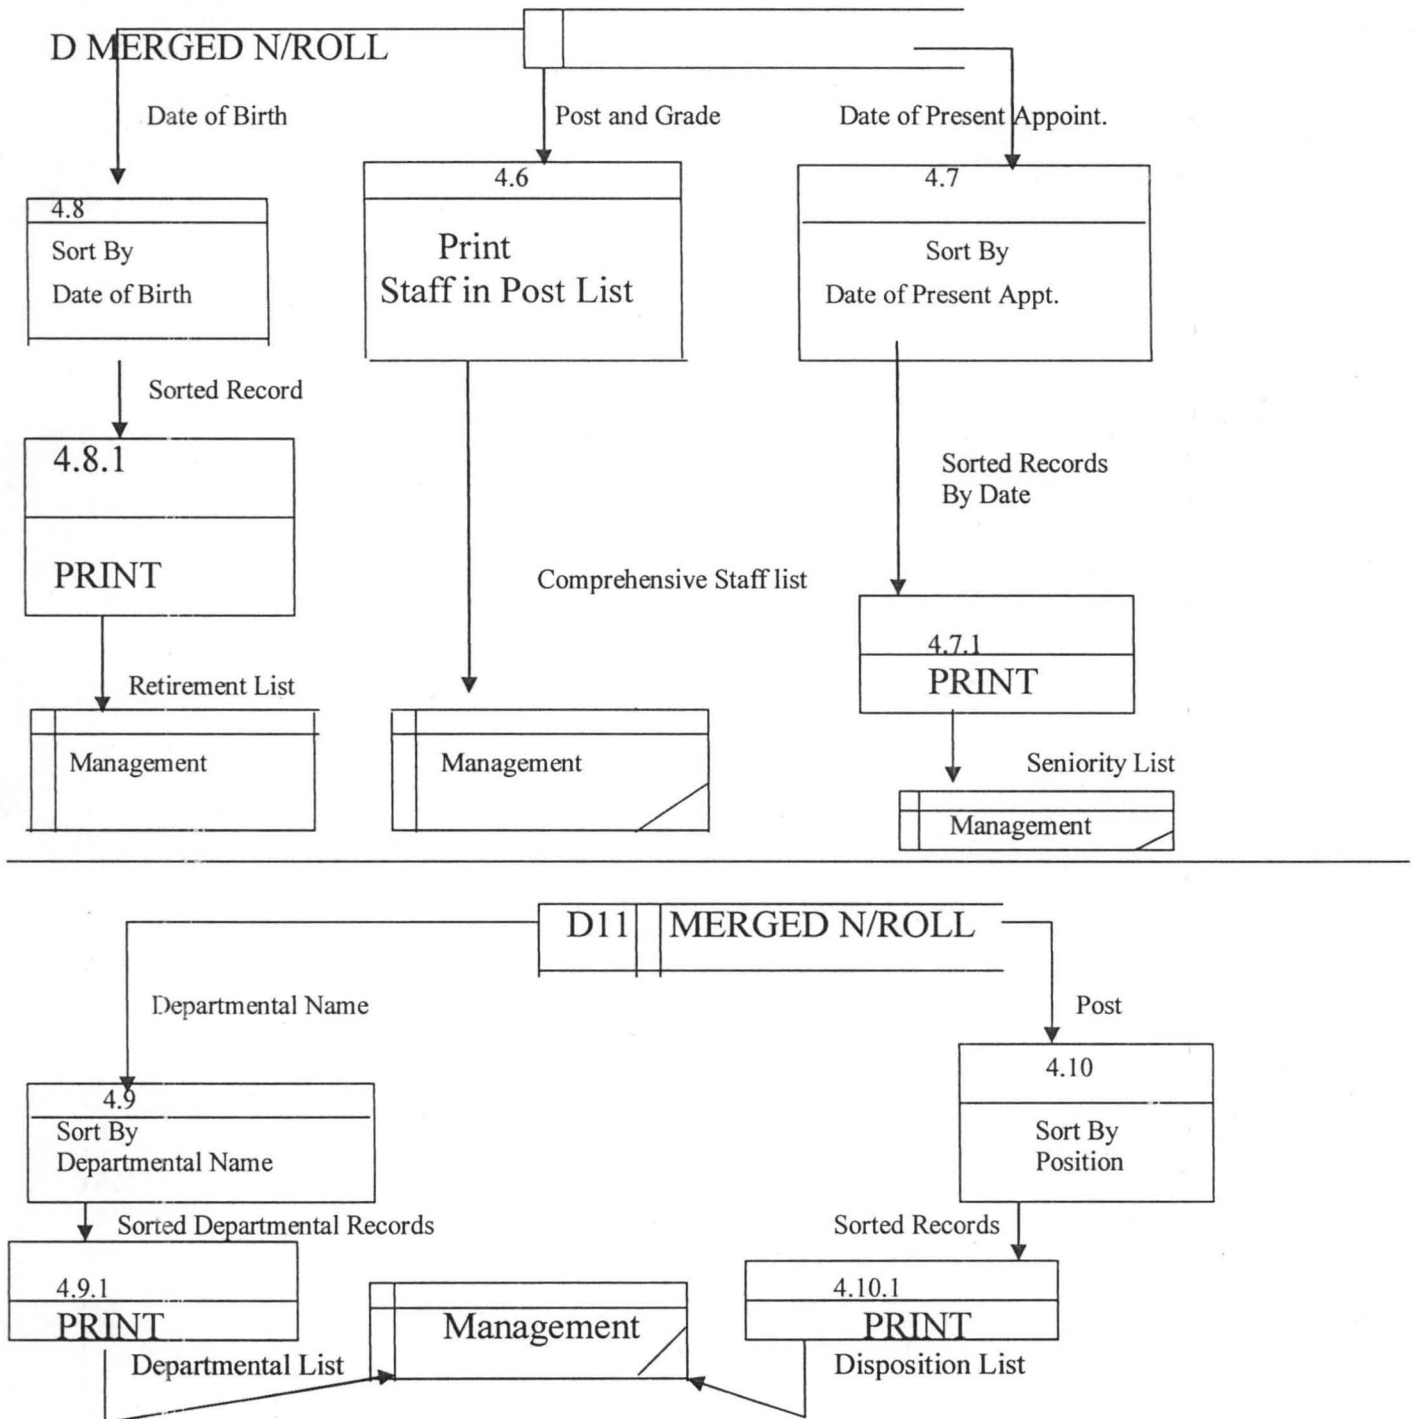 D MERGED N/ROLL
Date of Birth
Post and Grade
Date of Present Appoint.
4.8
Sort By
Date of Birth
4.6
Print
Staff in Post List
4.7
Sort By
Date of Present Appt.
Sorted Record
4.8.1
PRINT
Sorted Records
By Date
Comprehensive Staff list
4.7.1
PRINT
Retirement List
Management
Management
Seniority List
Management
D11 MERGED N/ROLL
Departmental Name
Post
4.9
Sort By
Departmental Name
4.10
Sort By
Position
Sorted Departmental Records
Sorted Records
4.9.1
PRINT
Management
4.10.1
PRINT
Departmental List
Disposition List